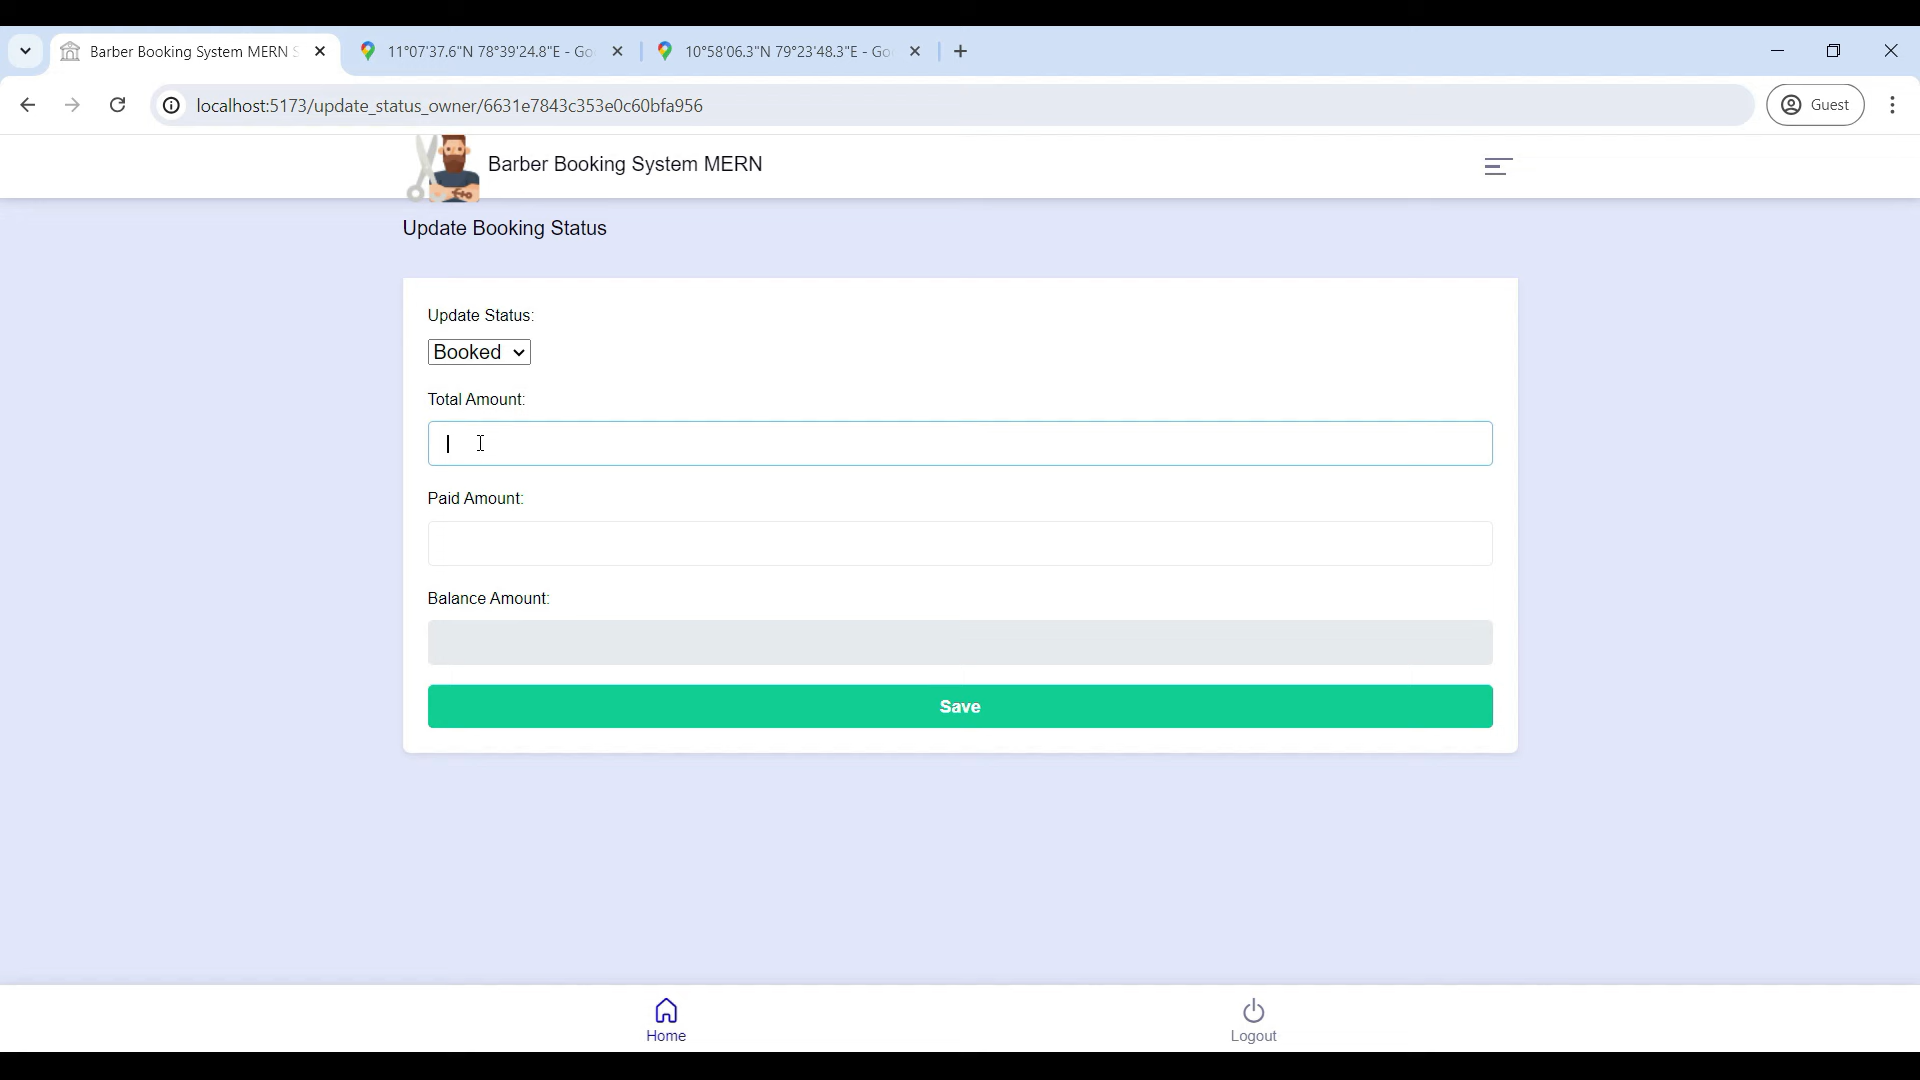 Barber Booking System MERN S
11°07'37.6"N 78°39'24.8"E - Go
10°58'06.3"N 79°23'48.3"E - Go
localhost:5173/update_status_owner/6631e7843c353e0c60bfa956
Guest
Barber Booking System MERN
Update Booking Status
Update Status:
Booked
Total Amount:
Paid Amount:
Balance Amount:
Save
Home
Logout